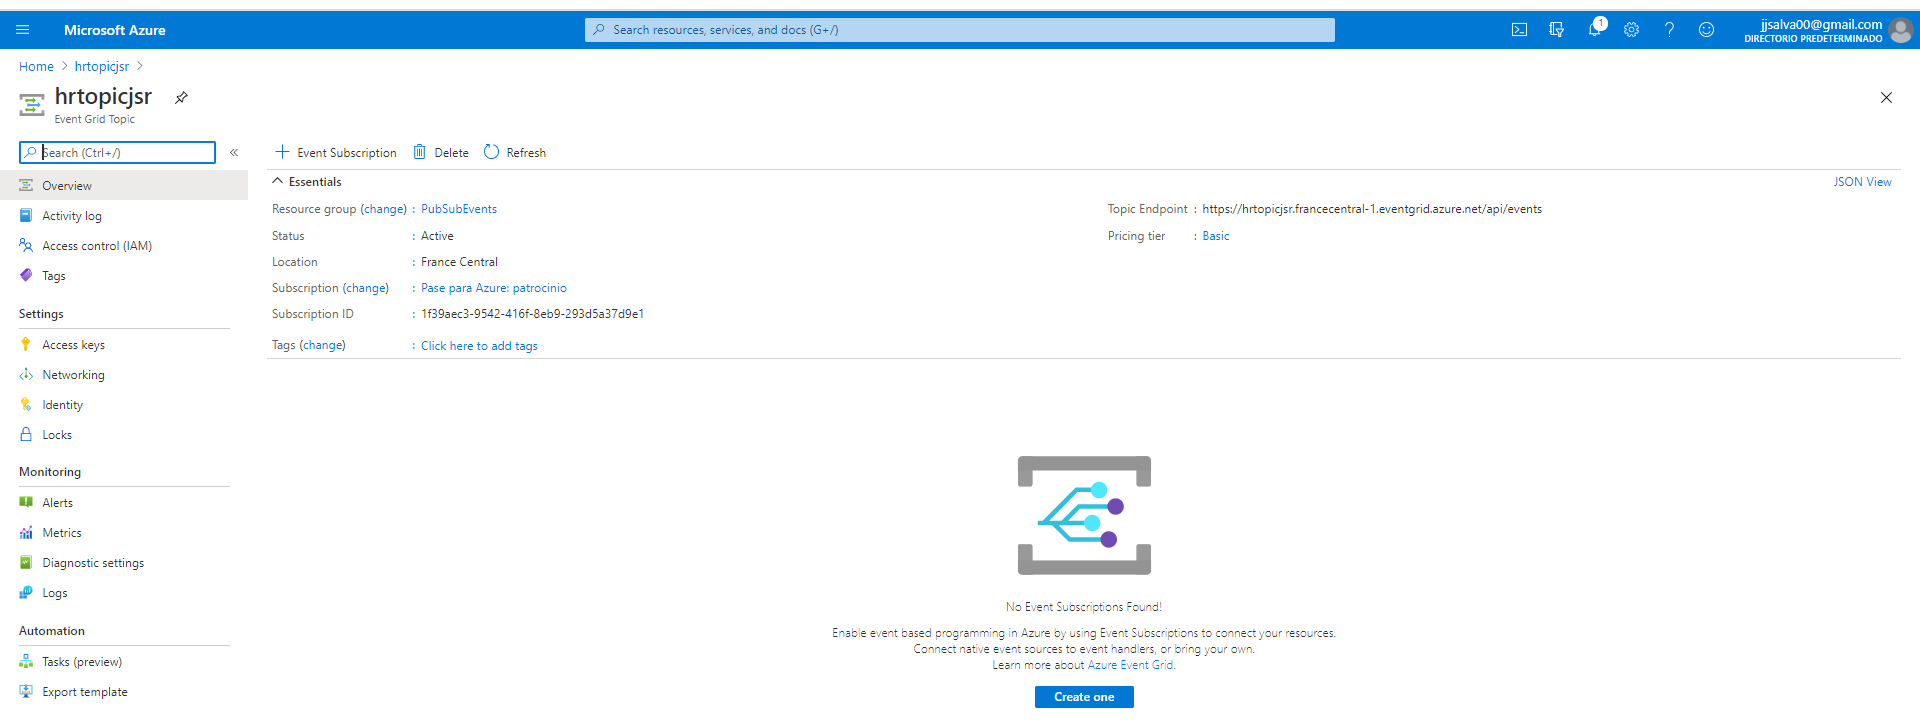 Microsoft Azure
Search resources, services, and docs (G+/)
1
jjsalva00@gmail.com
DIRECTORIO PREDETERMINADO
Home > hrtopicjsr >
hrtopicjsr
Event Grid Topic
Search (Ctrl+/)
«
Overview
Activity log
Access control (IAM)
Tags
Settings
Access keys
Networking
Identity
Locks
Monitoring
Alerts
Metrics
Diagnostic settings
Logs
Automation
Tasks (preview)
Export template
Event Subscription Delete Refresh
Essentials
JSON View
Resource group (change) : PubSubEvents
Status : Active
Location : France Central
Subscription (change) : Pase para Azure: patrocinio
Subscription ID : 1f39aec3-9542-416f-8eb9-293d5a37d9e1
Tags (change) : Click here to add tags
Topic Endpoint : https://hrtopicjsr.francecentral-1.eventgrid.azure.net/api/events
Pricing tier : Basic
No Event Subscriptions Found!
Enable event based programming in Azure by using Event Subscriptions to connect your resources.
Connect native event sources to event handlers, or bring your own.
Learn more about Azure Event Grid.
Create one